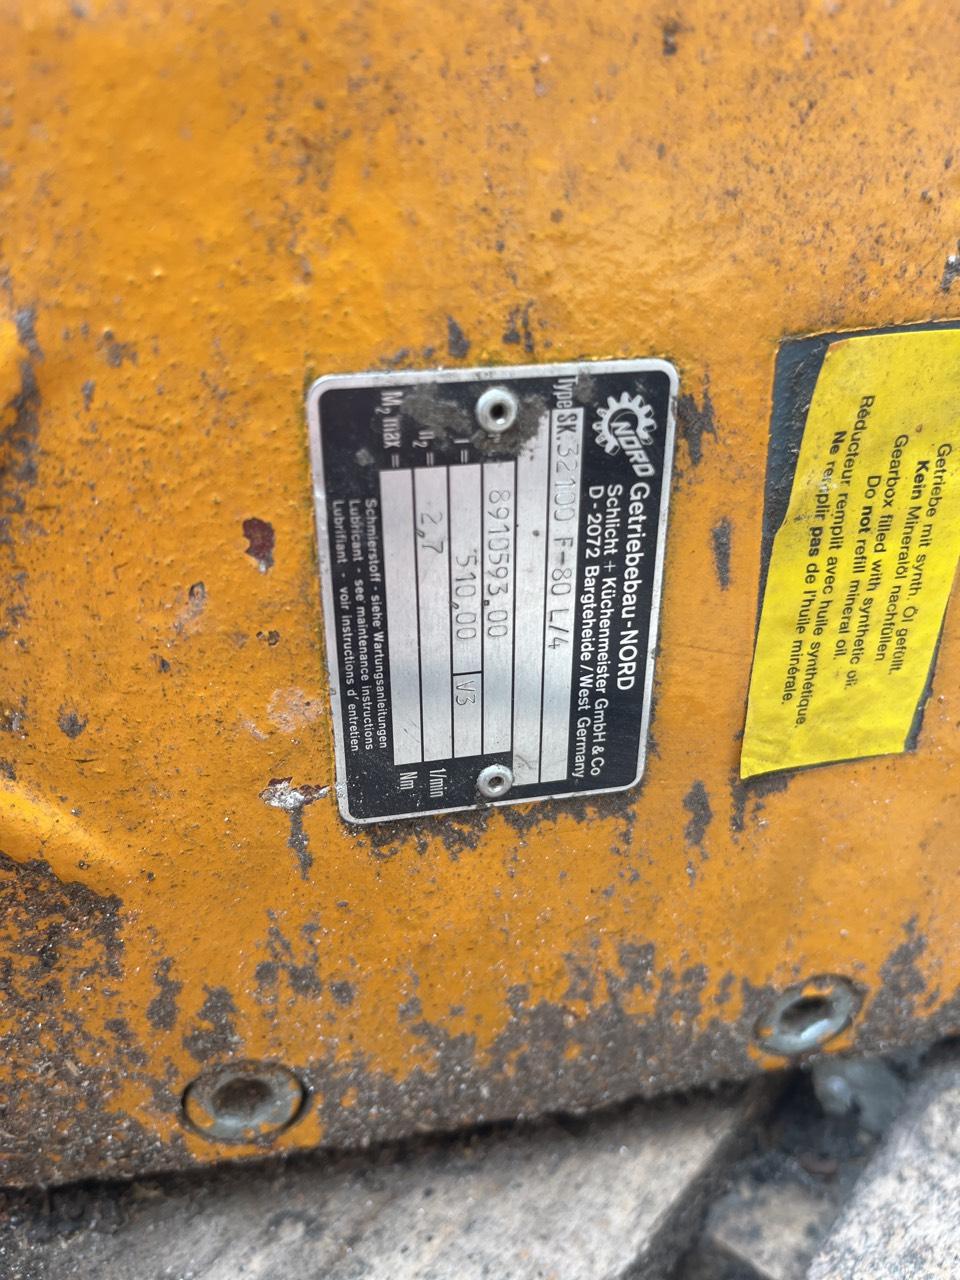 NORD
Getriebebau-NORD
Schlicht + Küchenmeister GmbH & Co
D - 2072 Bargteheide / West Germany
Type SK. 32100 F-80 L/4
8910593.00
i = 510,00 V3
n2 = 2,7 1/min
M2 max = Nm
Schmierstoff - siehe Wartungsanleitungen
Lubricant - see maintenance instructions
Lubrifiant - voir instructions d'entretien
Getriebe mit synth. Öl gefüllt.
Kein Mineralöl nachfüllen
Gearbox filled with synthetic oil.
Do not refill mineral oil.
Réducteur remplit avec huile synthétique.
Ne remplir pas de l'huile minérale.